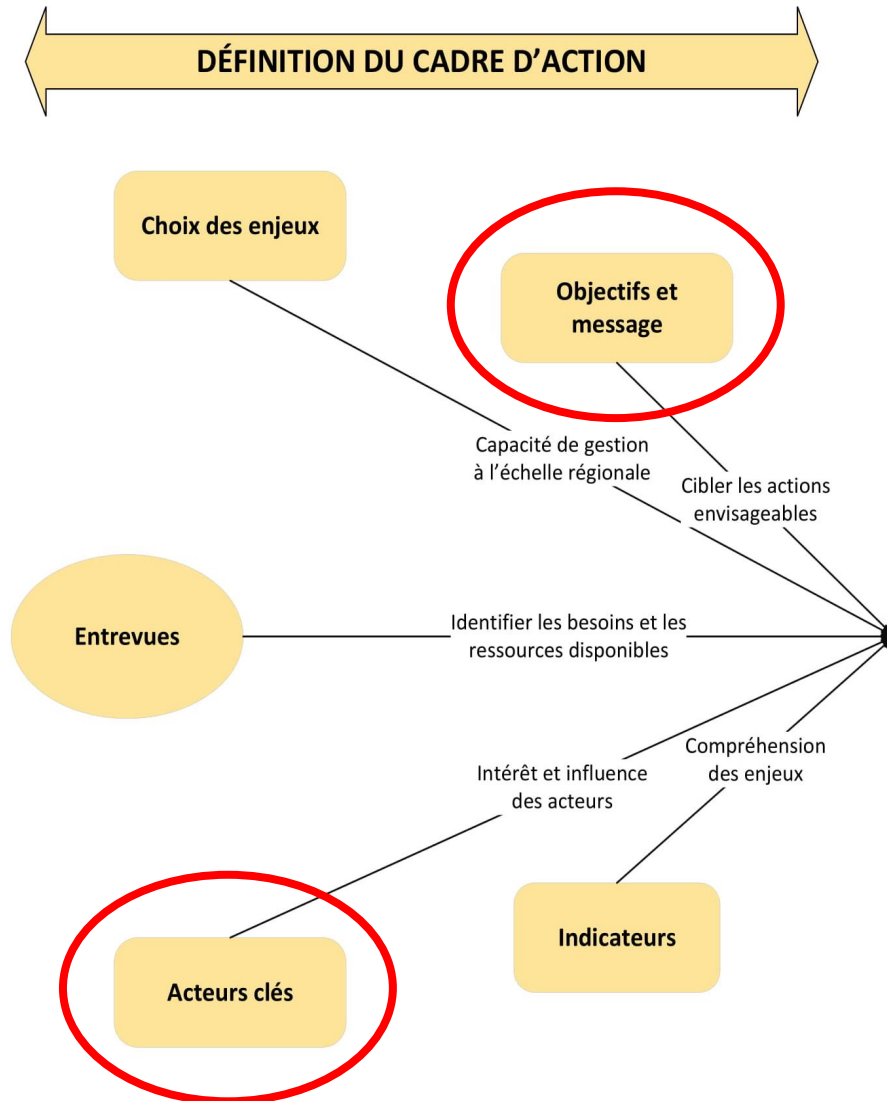 DÉFINITION DU CADRE D’ACTION
Choix des enjeux
Objectifs et
message
Capacité de gestion
à l’échelle régionale
Cibler les actions
envisageables
Entrevues
Identifier les besoins et les
ressources disponibles
Compréhension
des enjeux
Intérêt et influence
des acteurs
Indicateurs
Acteurs clés